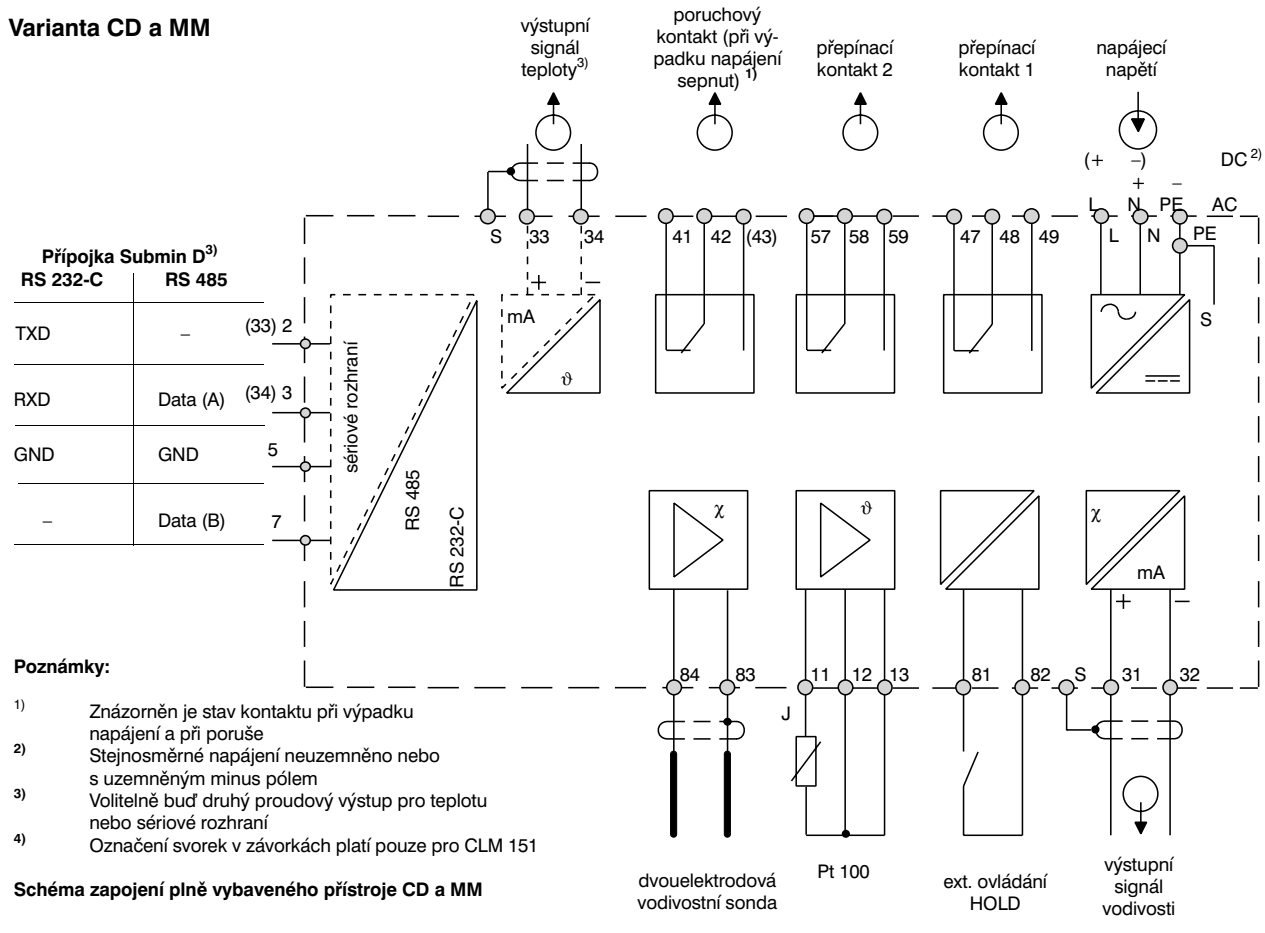 Varianta CD a MM
výstupní
signál
teploty3)
poruchový
kontakt (při vý-
padku napájení
sepnut) 1)
přepínací
kontakt 2
přepínací
kontakt 1
napájecí
napětí
(+ –) DC 2)
+ –
L N PE AC
S 33 34 41 42 (43) 57 58 59 47 48 49 L N PE
S
Přípojka Submin D3)
RS 232-C RS 485
TXD – (33) 2
RXD Data (A) (34) 3
GND GND 5
– Data (B) 7
sériové rozhraní
RS 485
RS 232-C
+ –
mA
ϑ
χ
ϑ
χ
mA
+ –
84 83 11 12 13 81 82 S 31 32
J
Poznámky:
1) Znázorněn je stav kontaktu při výpadku
napájení a při poruše
2) Stejnosměrné napájení neuzemněno nebo
s uzemněným minus pólem
3) Volitelně buď druhý proudový výstup pro teplotu
nebo sériové rozhraní
4) Označení svorek v závorkách platí pouze pro CLM 151
Schéma zapojení plně vybaveného přístroje CD a MM
dvouelektrodová
vodivostní sonda
Pt 100
ext. ovládání
HOLD
výstupní
signál
vodivosti